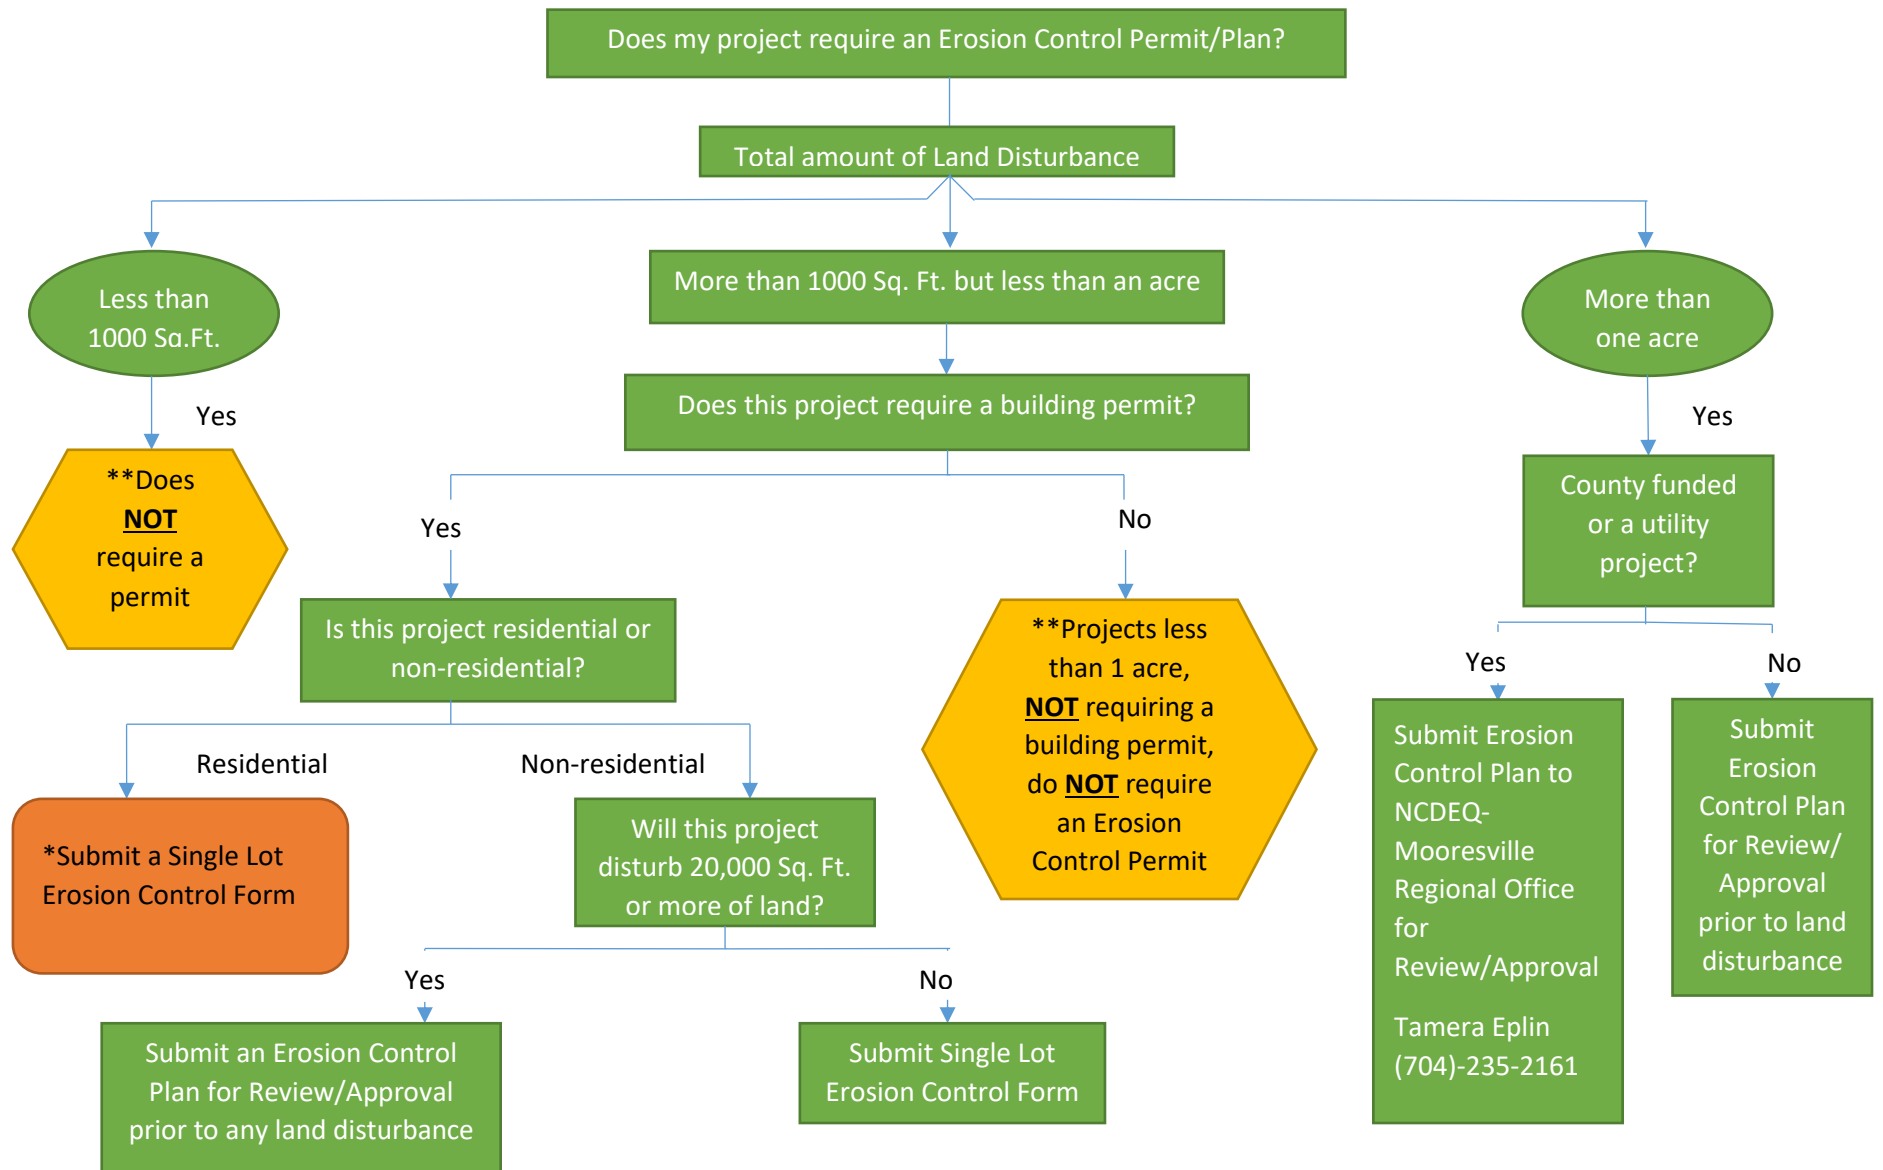 Does my project require an Erosion Control Permit/Plan?
Total amount of Land Disturbance
Less than
1000 Sq.Ft.
More than 1000 Sq. Ft. but less than an acre
More than
one acre
Yes
Does this project require a building permit?
Yes
**Does
NOT
require a
permit
Yes
No
County funded
or a utility
project?
Is this project residential or
non-residential?
**Projects less
than 1 acre,
NOT requiring a
building permit,
do NOT require
an Erosion
Control Permit
Yes
No
Residential
Non-residential
*Submit a Single Lot
Erosion Control Form
Will this project
disturb 20,000 Sq. Ft.
or more of land?
Submit Erosion
Control Plan to
NCDEQ-
Mooresville
Regional Office
for
Review/Approval
Tamera Eplin
(704)-235-2161
Submit
Erosion
Control Plan
for Review/
Approval
prior to land
disturbance
Yes
No
Submit an Erosion Control
Plan for Review/Approval
prior to any land disturbance
Submit Single Lot
Erosion Control Form